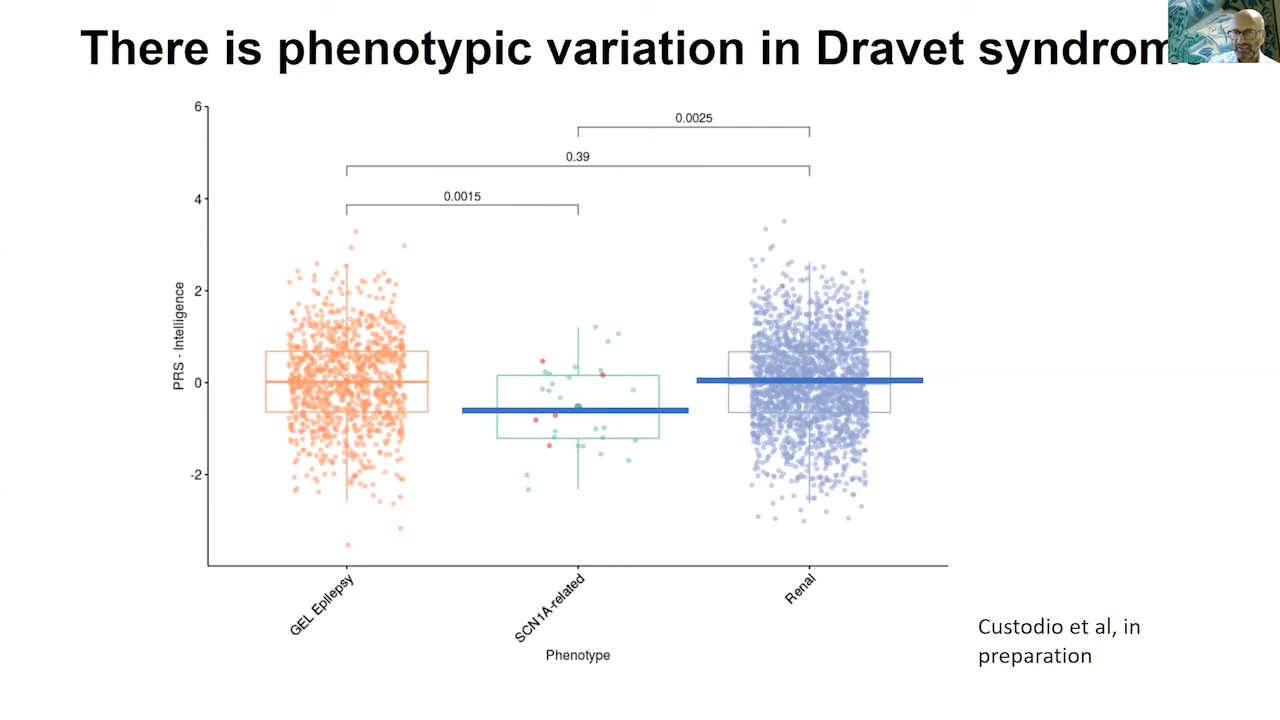 There is phenotypic variation in Dravet syndrome
6
0.0025
0.39
4
0.0015
2
PRS - Intelligence
0
-2
GEL Epilepsy
SCN1A-related
Renal
Phenotype
Custodio et al, in
preparation